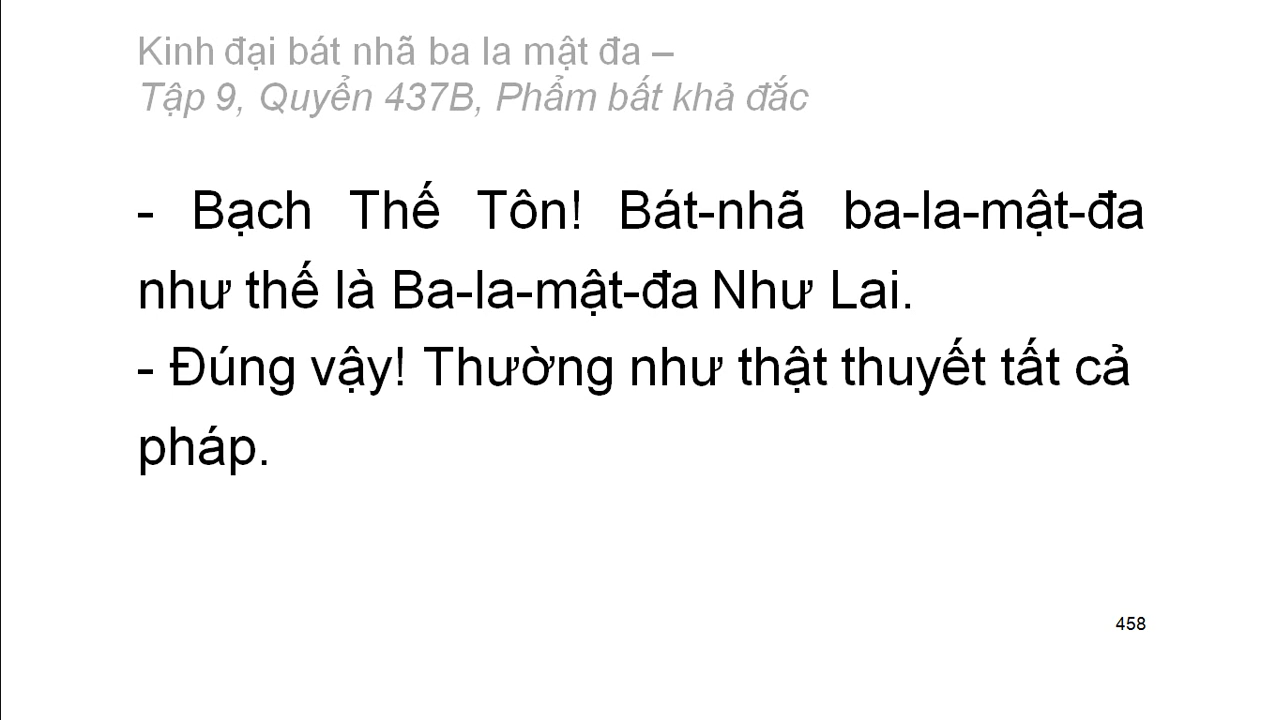 Kinh đại bát nhã ba la mật đa –
Tập 9, Quyển 437B, Phẩm bất khả đắc
- Bạch Thế Tôn! Bát-nhã ba-la-mật-đa
như thế là Ba-la-mật-đa Như Lai.
- Đúng vậy! Thường như thật thuyết tất cả
pháp.
458